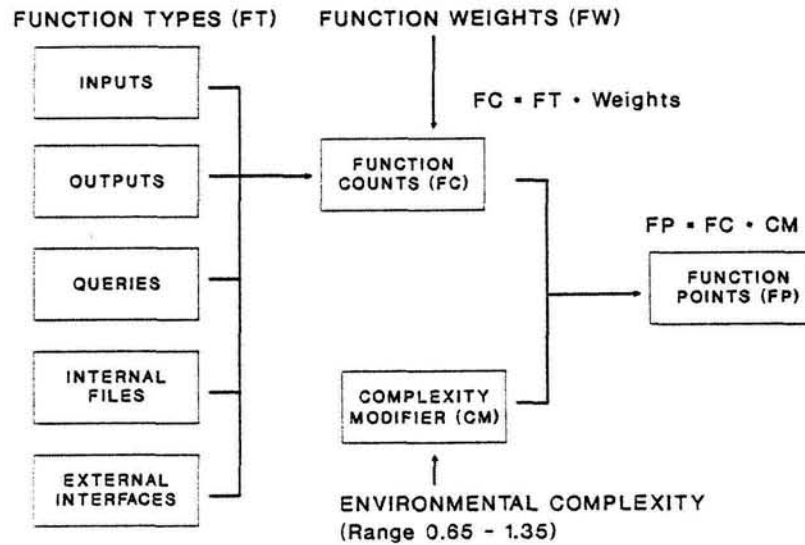 FUNCTION TYPES (FT)
FUNCTION WEIGHTS (FW)
INPUTS
FC = FT • Weights
OUTPUTS
FUNCTION
COUNTS (FC)
FP = FC • CM
QUERIES
FUNCTION
POINTS (FP)
INTERNAL
FILES
COMPLEXITY
MODIFIER (CM)
EXTERNAL
INTERFACES
ENVIRONMENTAL COMPLEXITY
(Range 0.65 - 1.35)